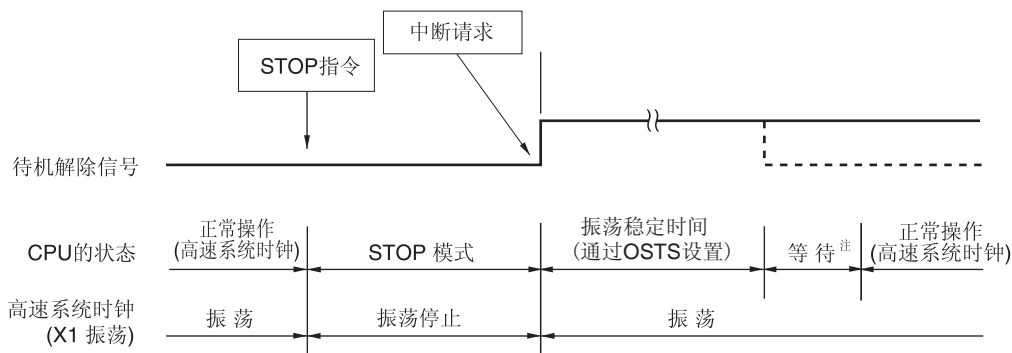 中断请求
STOP指令
待机解除信号
CPU的状态
正常操作
(高速系统时钟)
STOP 模式
振荡稳定时间
(通过OSTS设置)
等 待 注
正常操作
(高速系统时钟)
高速系统时钟
(X1 振荡)
振 荡
振荡停止
振 荡